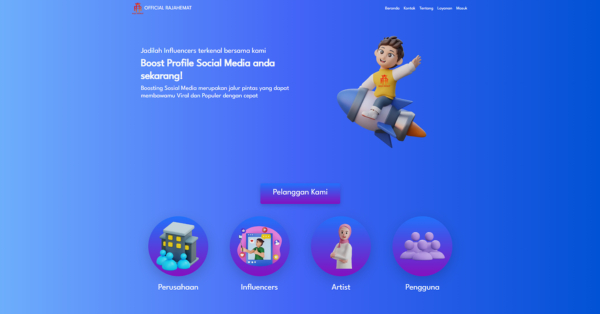 OFFICIAL RAJAHEMAT
Beranda Kontak Tentang Layanan Masuk
Jadilah Influencers terkenal bersama kami
Boost Profile Social Media anda
sekarang!
Boosting Sosial Media merupakan jalur pintas yang dapat
membawamu Viral dan Populer dengan cepat
Pelanggan Kami
Perusahaan
Influencers
Artist
Pengguna